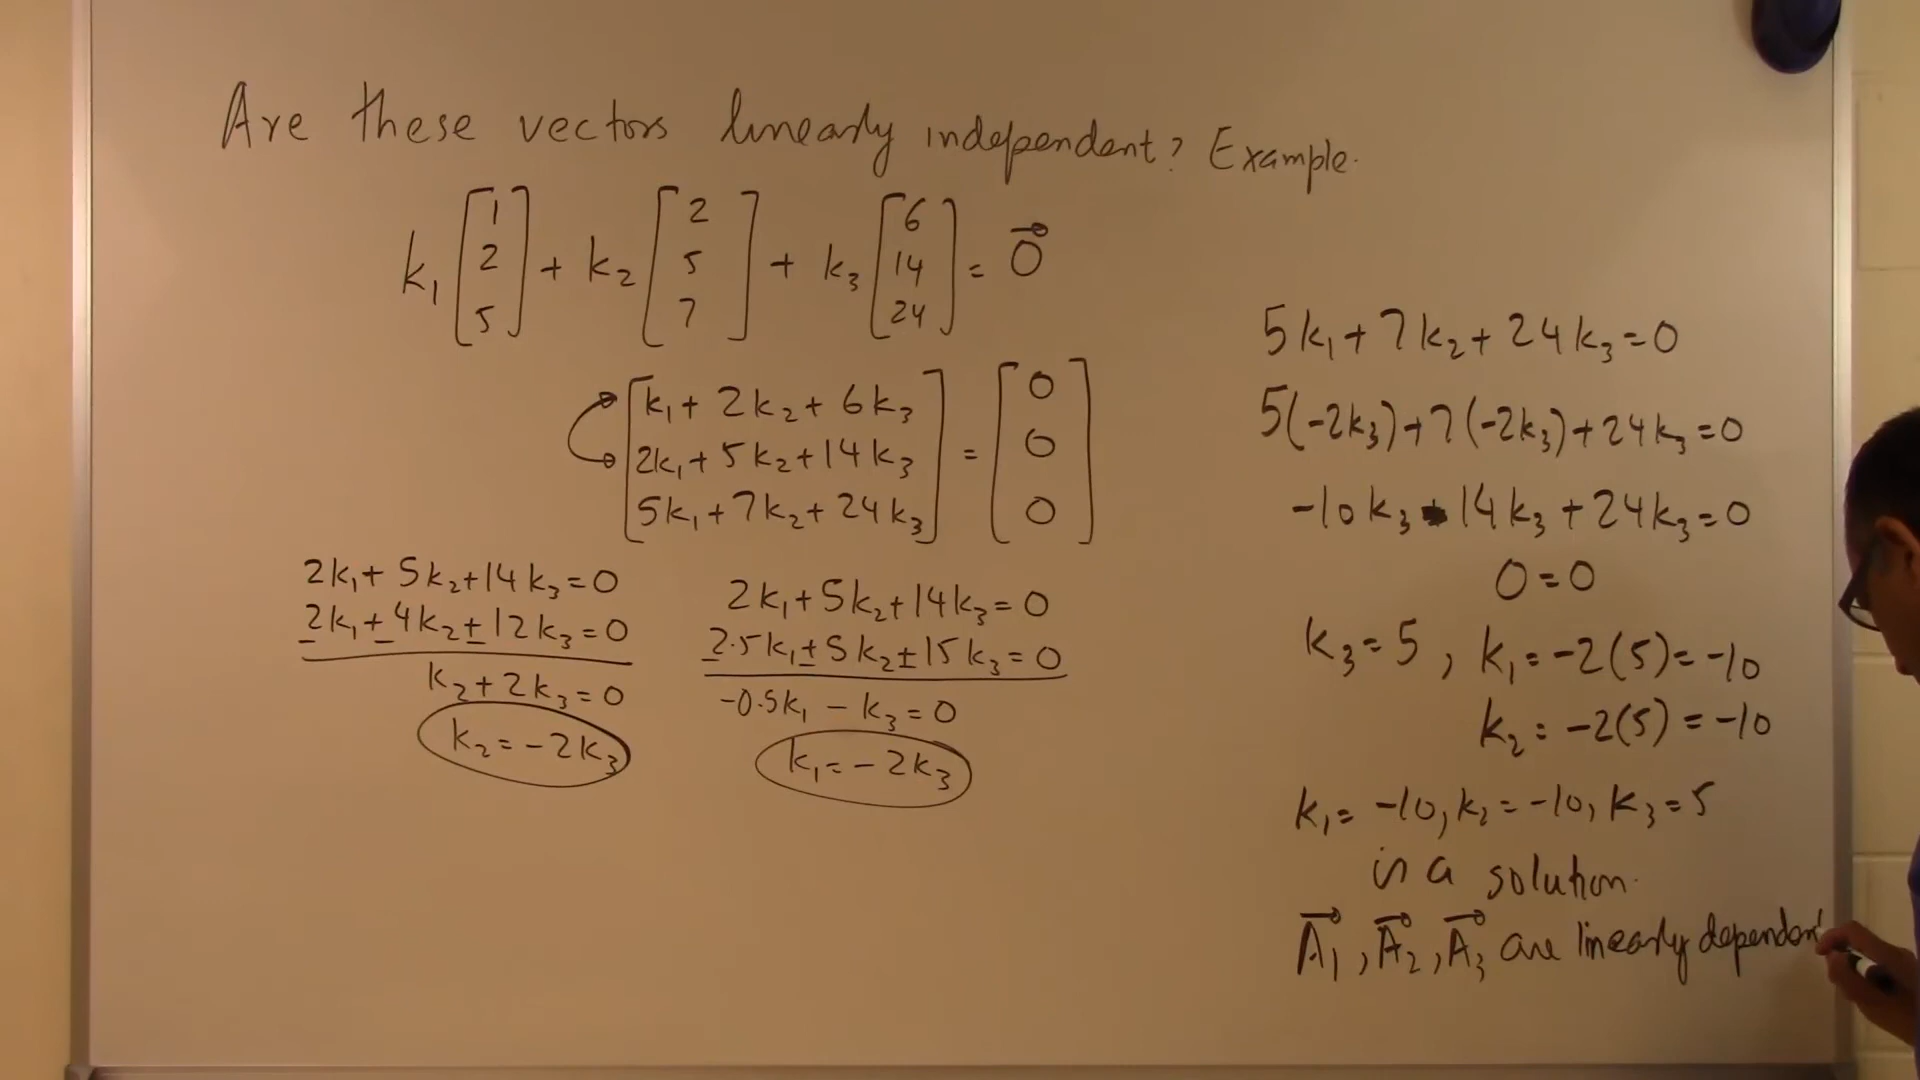 Are these vectors linearly independent? Example.
k₁ [1 2 5] + k₂ [2 5 7] + k₃ [6 14 24] = 0⃗
[k₁ + 2k₂ + 6k₃] = [0]
[2k₁ + 5k₂ + 14k₃] = [0]
[5k₁ + 7k₂ + 24k₃] = [0]
2k₁ + 5k₂ + 14k₃ = 0
2k₁ + 4k₂ + 12k₃ = 0
k₂ + 2k₃ = 0
k₂ = -2k₃
2k₁ + 5k₂ + 14k₃ = 0
2.5k₁ ± 5k₂ ± 15k₃ = 0
-0.5k₁ - k₃ = 0
k₁ = -2k₃
5k₁ + 7k₂ + 24k₃ = 0
5(-2k₃) + 7(-2k₃) + 24k₃ = 0
-10k₃ - 14k₃ + 24k₃ = 0
0 = 0
k₃ = 5, k₁ = -2(5) = -10
k₂ = -2(5) = -10
k₁ = -10, k₂ = -10, k₃ = 5
is a solution.
A⃗₁, A⃗₂, A⃗₃ are linearly dependent